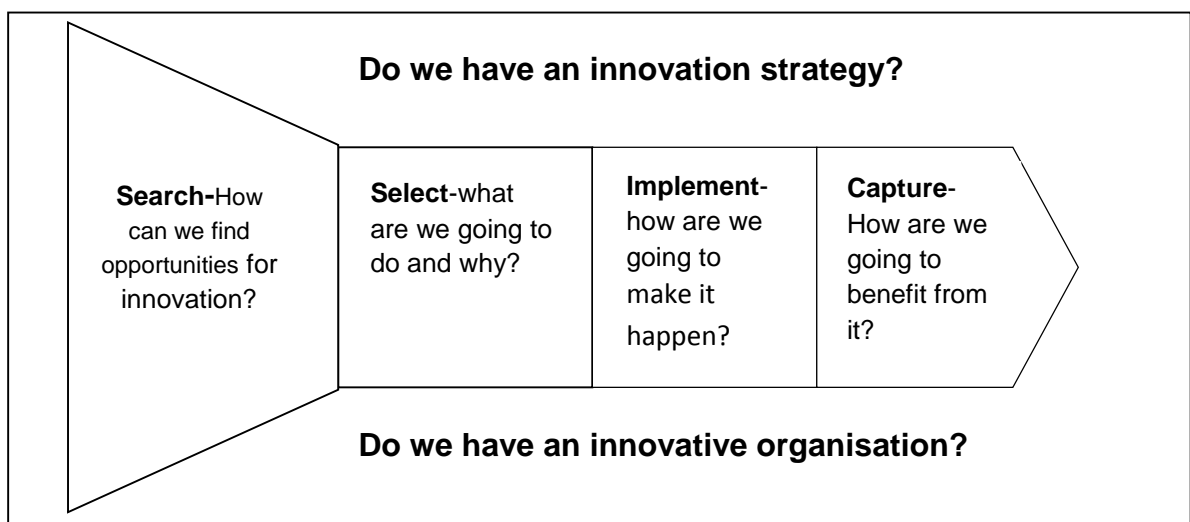 Do we have an innovation strategy?
Search-How
can we find
opportunities for
innovation?
Select-what
are we going to
do and why?
Implement-
how are we
going to
make it
happen?
Capture-
How are we
going to
benefit from
it?
Do we have an innovative organisation?